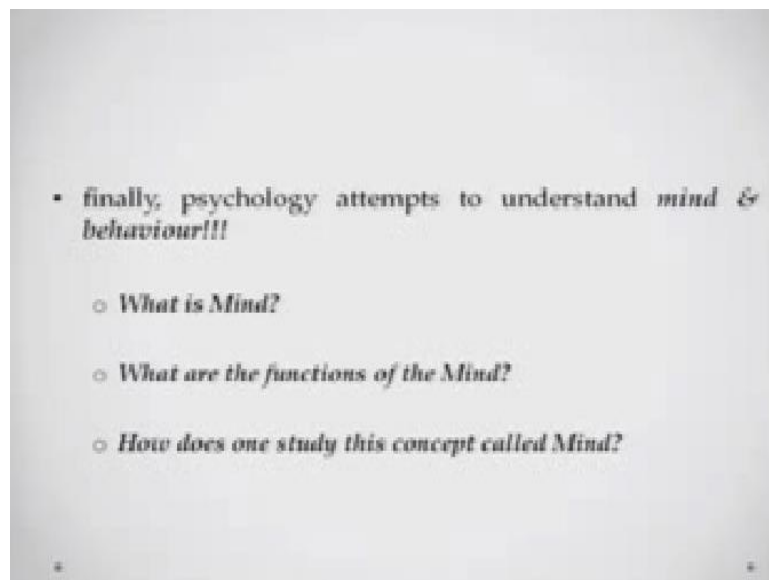 • finally, psychology attempts to understand mind &
behaviour!!!
o What is Mind?
o What are the functions of the Mind?
o How does one study this concept called Mind?